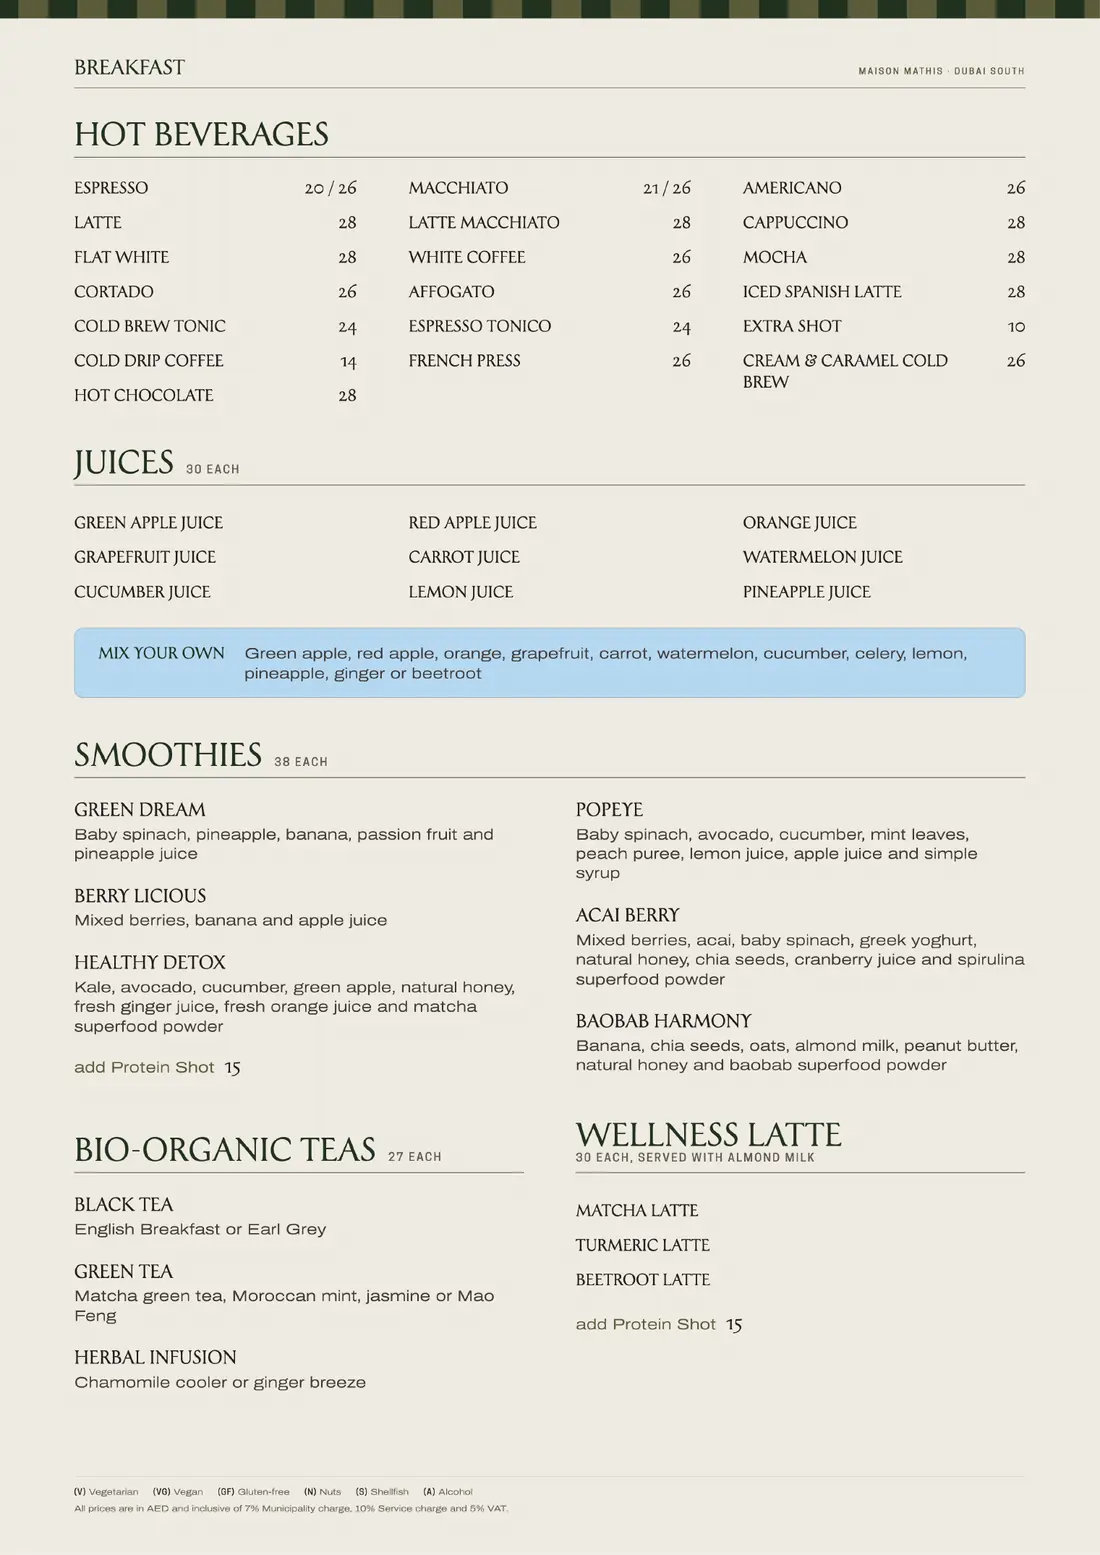 BREAKFAST
MAISON MATHIS · DUBAI SOUTH
HOT BEVERAGES
ESPRESSO 20 / 26
LATTE 28
FLAT WHITE 28
CORTADO 26
COLD BREW TONIC 24
COLD DRIP COFFEE 14
HOT CHOCOLATE 28
MACCHIATO 21 / 26
LATTE MACCHIATO 28
WHITE COFFEE 26
AFFOGATO 26
ESPRESSO TONICO 24
FRENCH PRESS 26
AMERICANO 26
CAPPUCCINO 28
MOCHA 28
ICED SPANISH LATTE 28
EXTRA SHOT 10
CREAM & CARAMEL COLD 26
BREW
JUICES 30 EACH
GREEN APPLE JUICE
GRAPEFRUIT JUICE
CUCUMBER JUICE
RED APPLE JUICE
CARROT JUICE
LEMON JUICE
ORANGE JUICE
WATERMELON JUICE
PINEAPPLE JUICE
MIX YOUR OWN Green apple, red apple, orange, grapefruit, carrot, watermelon, cucumber, celery, lemon,
pineapple, ginger or beetroot
SMOOTHIES 38 EACH
GREEN DREAM
Baby spinach, pineapple, banana, passion fruit and
pineapple juice
BERRY LICIOUS
Mixed berries, banana and apple juice
HEALTHY DETOX
Kale, avocado, cucumber, green apple, natural honey,
fresh ginger juice, fresh orange juice and matcha
superfood powder
add Protein Shot 15
POPEYE
Baby spinach, avocado, cucumber, mint leaves,
peach puree, lemon juice, apple juice and simple
syrup
ACAI BERRY
Mixed berries, acai, baby spinach, greek yoghurt,
natural honey, chia seeds, cranberry juice and spirulina
superfood powder
BAOBAB HARMONY
Banana, chia seeds, oats, almond milk, peanut butter,
natural honey and baobab superfood powder
BIO-ORGANIC TEAS 27 EACH
BLACK TEA
English Breakfast or Earl Grey
GREEN TEA
Matcha green tea, Moroccan mint, jasmine or Mao
Feng
HERBAL INFUSION
Chamomile cooler or ginger breeze
WELLNESS LATTE
30 EACH, SERVED WITH ALMOND MILK
MATCHA LATTE
TURMERIC LATTE
BEETROOT LATTE
add Protein Shot 15
(V) Vegetarian (VG) Vegan (GF) Gluten-free (N) Nuts (S) Shellfish (A) Alcohol
All prices are in AED and inclusive of 7% Municipality charge, 10% Service charge and 5% VAT.